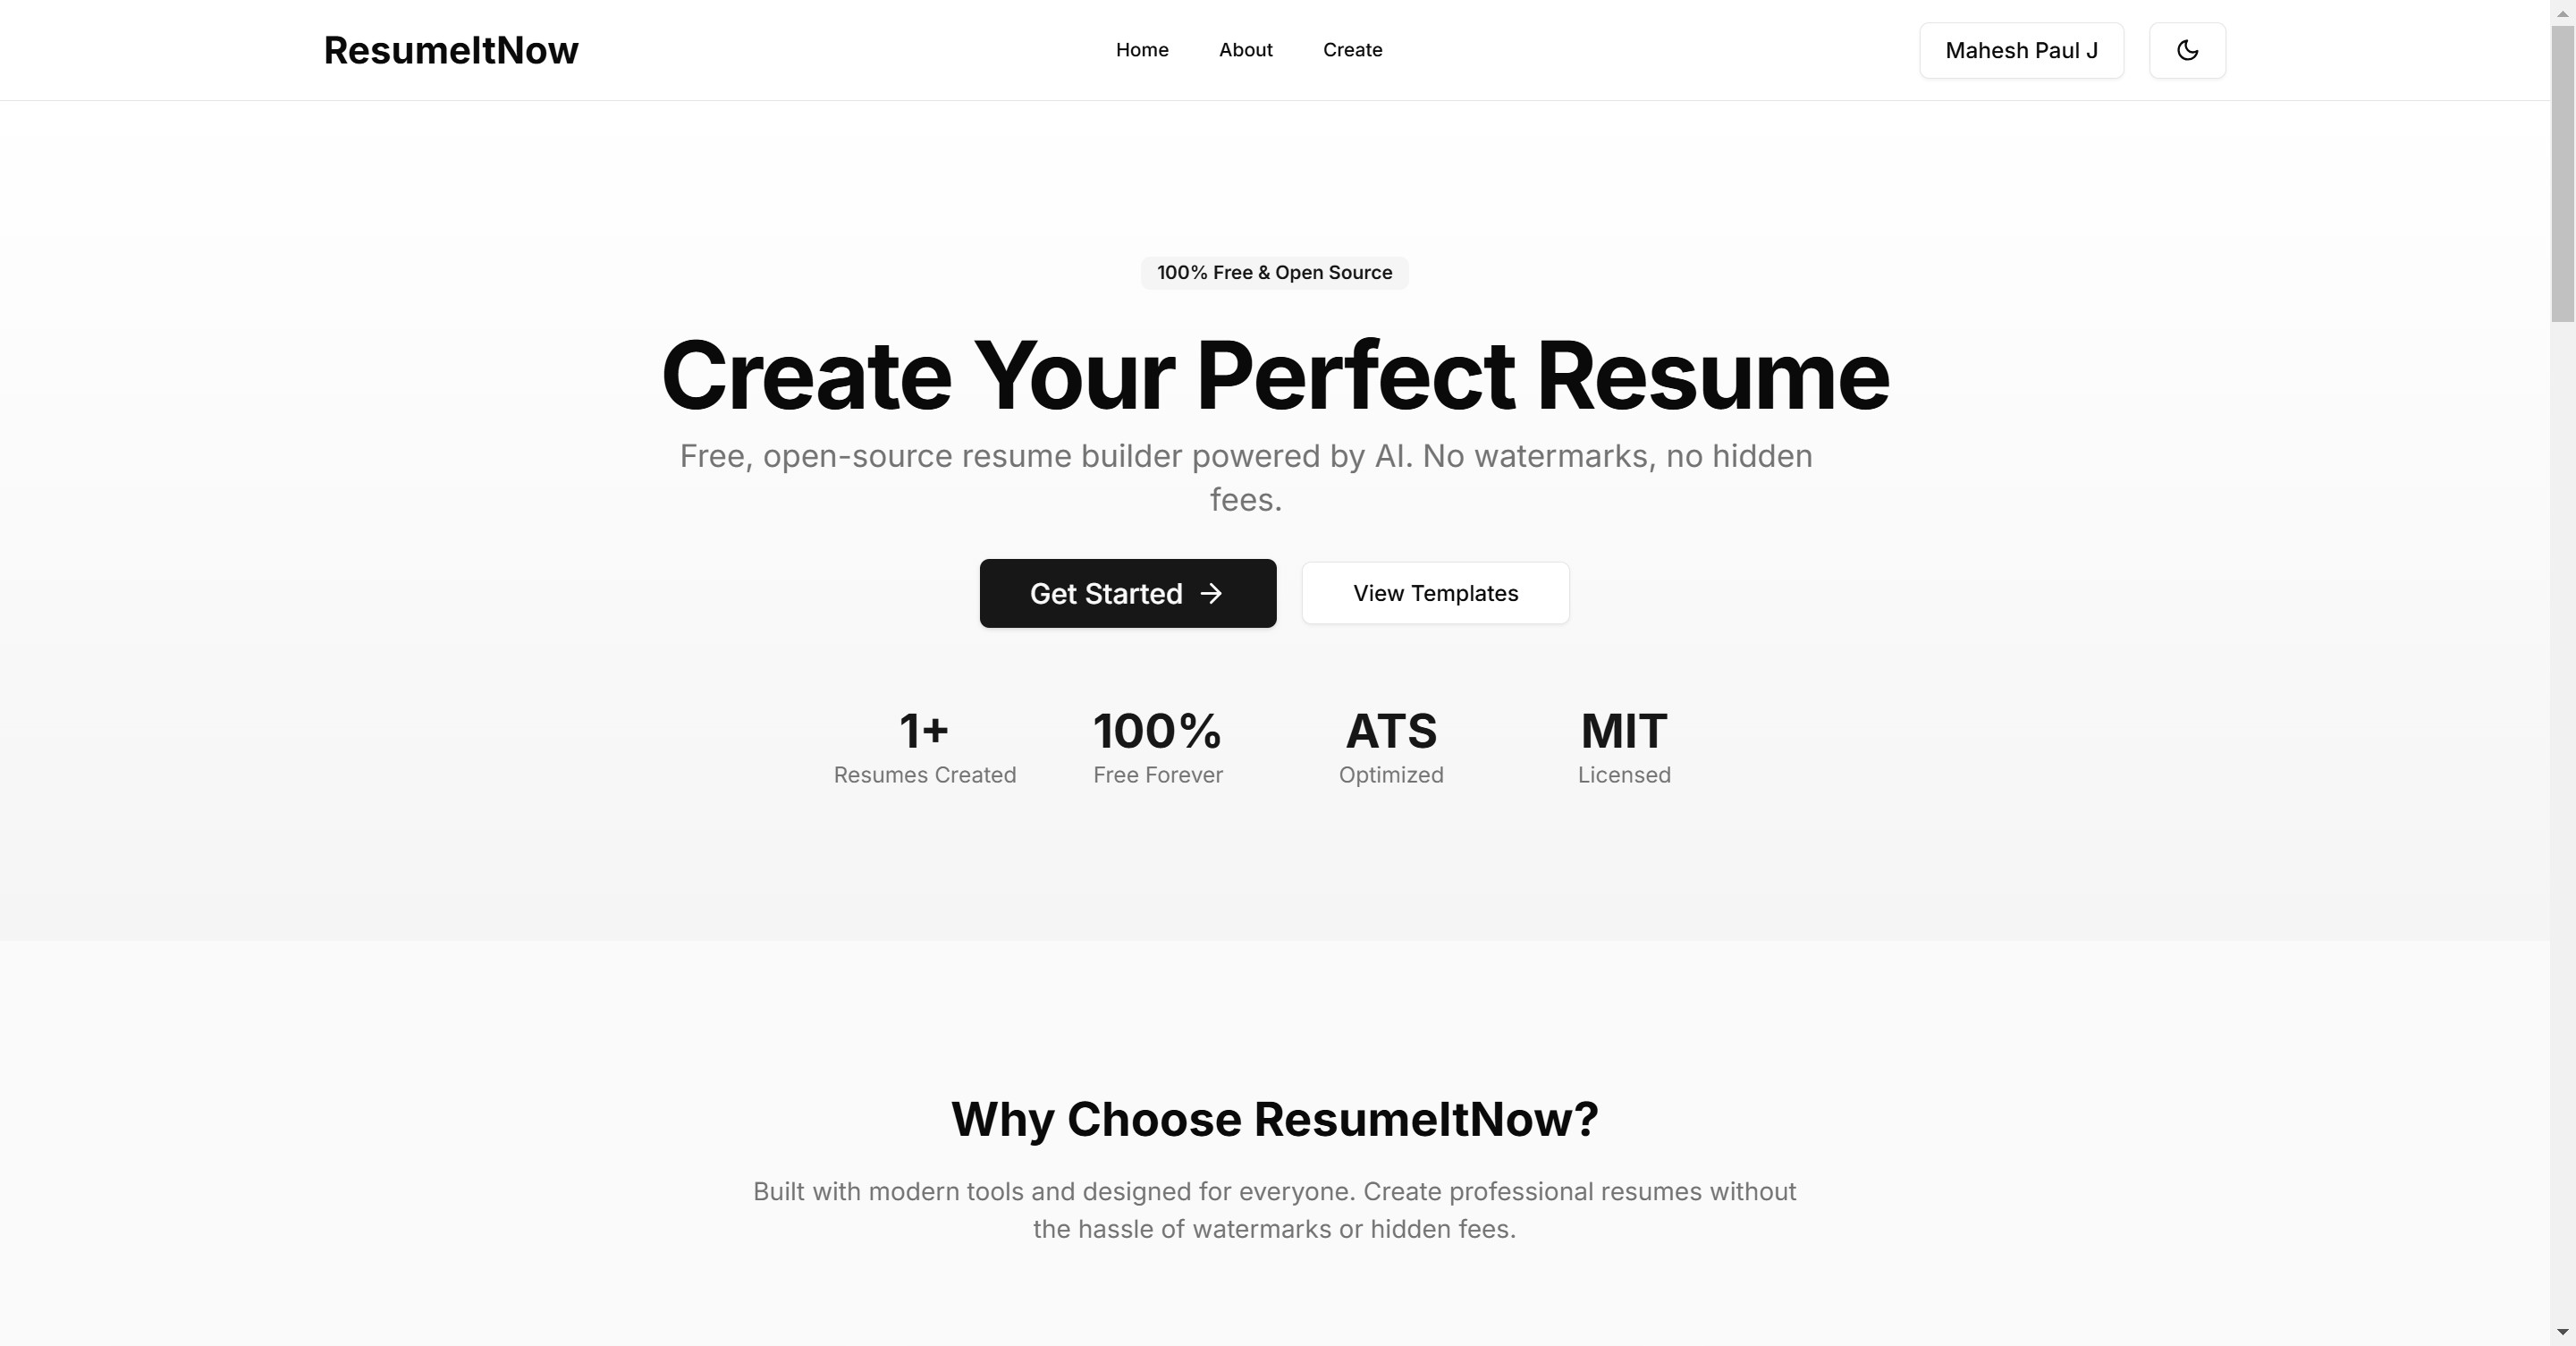 ResumeItNow
Home
About
Create
Mahesh Paul J
100% Free & Open Source
Create Your Perfect Resume
Free, open-source resume builder powered by AI. No watermarks, no hidden
fees.
Get Started
View Templates
1+
Resumes Created
100%
Free Forever
ATS
Optimized
MIT
Licensed
Why Choose ResumeItNow?
Built with modern tools and designed for everyone. Create professional resumes without
the hassle of watermarks or hidden fees.